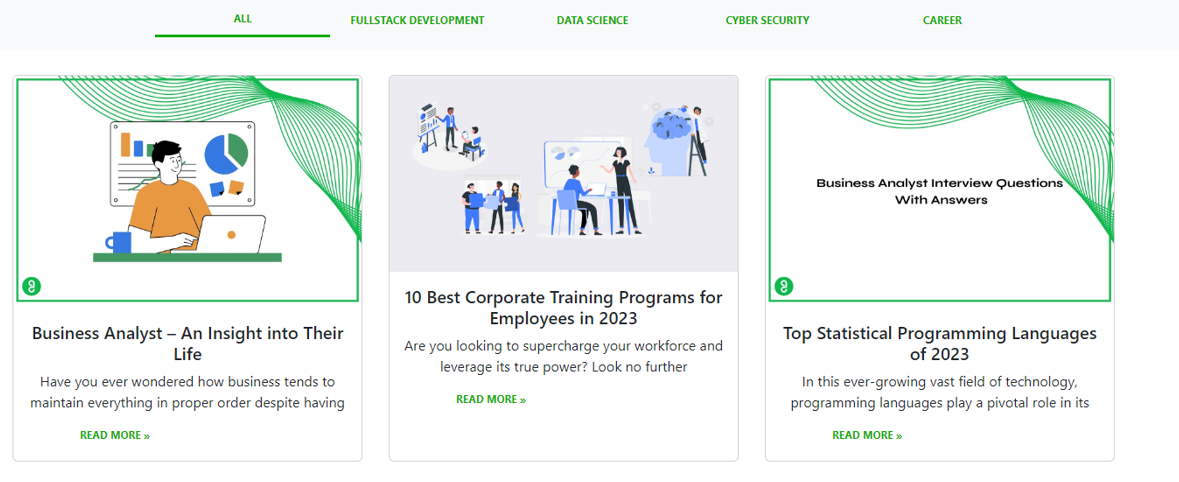 ALL
FULLSTACK DEVELOPMENT
DATA SCIENCE
CYBER SECURITY
CAREER
Business Analyst – An Insight into Their
Life
Have you ever wondered how business tends to
maintain everything in proper order despite having
READ MORE »
10 Best Corporate Training Programs for
Employees in 2023
Are you looking to supercharge your workforce and
leverage its true power? Look no further
READ MORE »
Business Analyst Interview Questions
With Answers
Top Statistical Programming Languages
of 2023
In this ever-growing vast field of technology,
programming languages play a pivotal role in its
READ MORE »